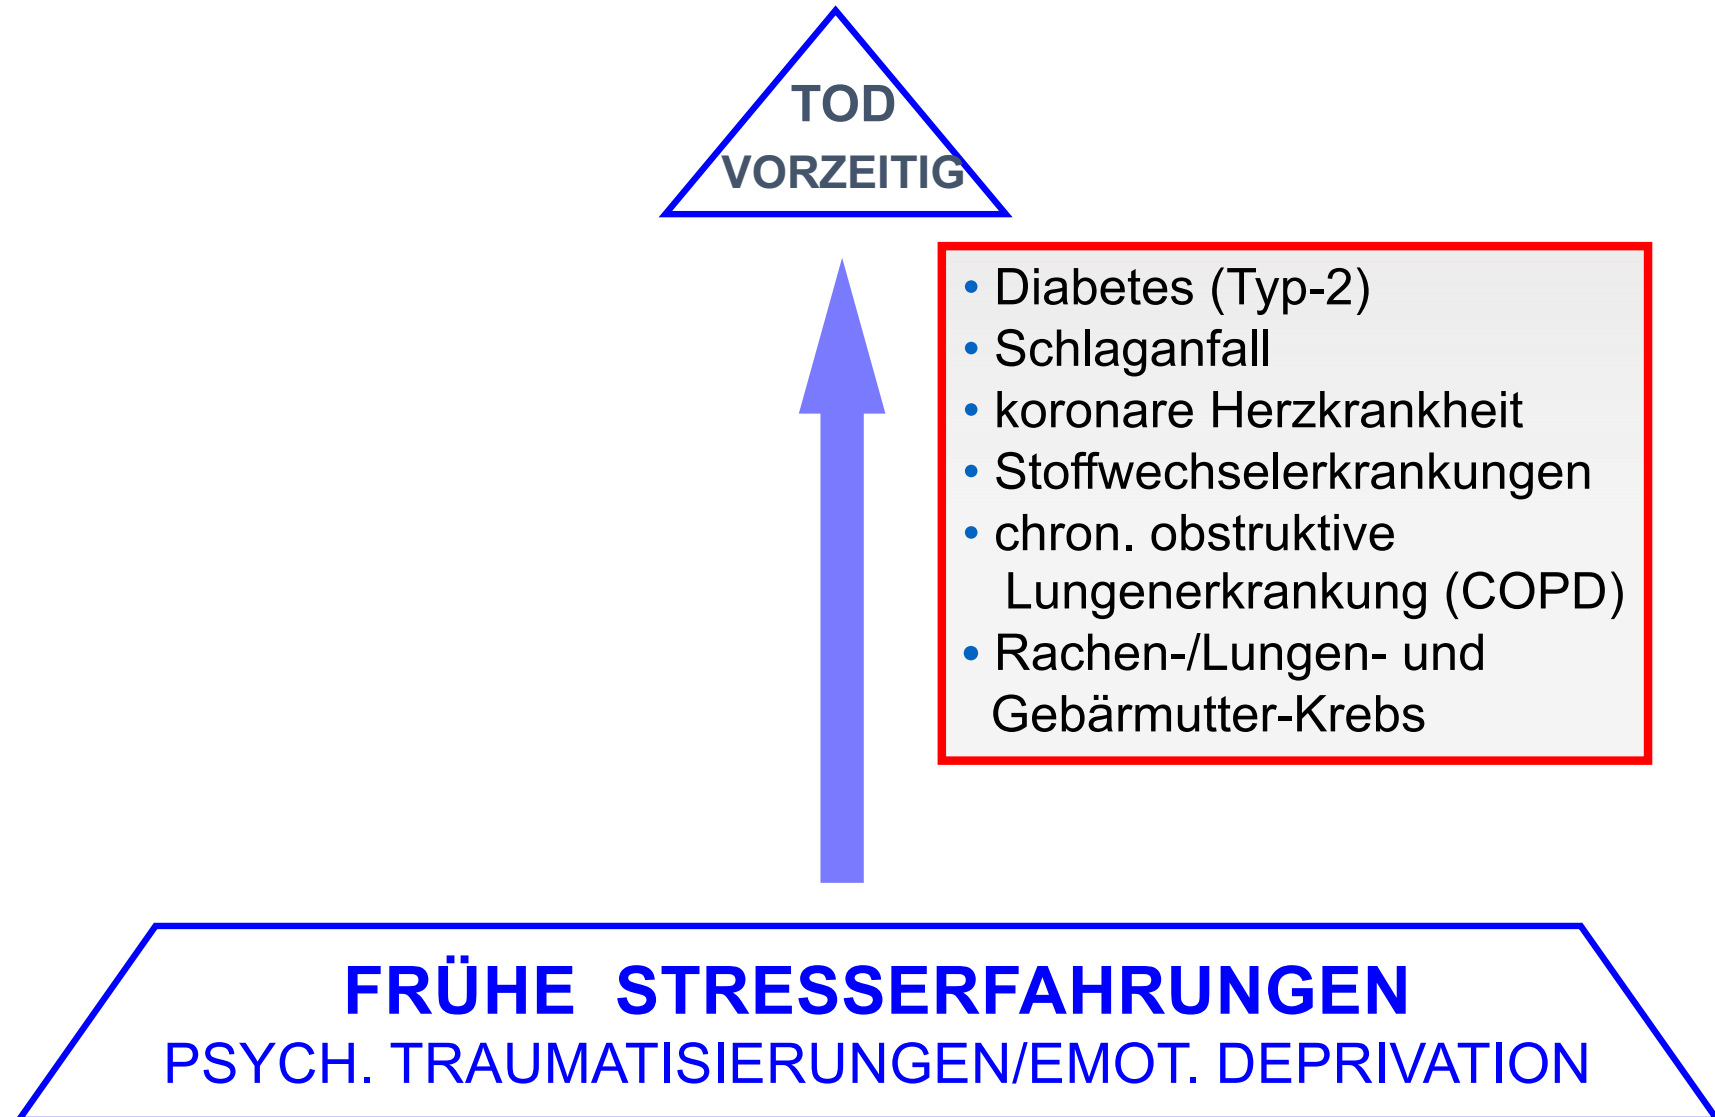 TOD
VORZEITIG
• Diabetes (Typ-2)
• Schlaganfall
• koronare Herzkrankheit
• Stoffwechselerkrankungen
• chron. obstruktive
Lungenerkrankung (COPD)
• Rachen-/Lungen- und
Gebärmutter-Krebs
FRÜHE STRESSERFAHRUNGEN
PSYCH. TRAUMATISIERUNGEN/EMOT. DEPRIVATION